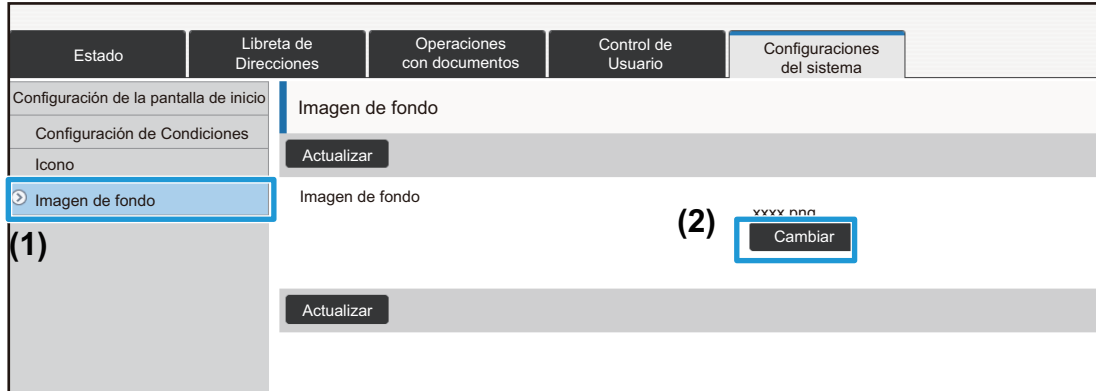 Estado
Libreta de
Direcciones
Operaciones
con documentos
Control de
Usuario
Configuraciones
del sistema
Configuración de la pantalla de inicio
Configuración de Condiciones
Icono
Imagen de fondo
(1)
Imagen de fondo
Actualizar
Imagen de fondo
xxxx.png
(2)
Cambiar
Actualizar